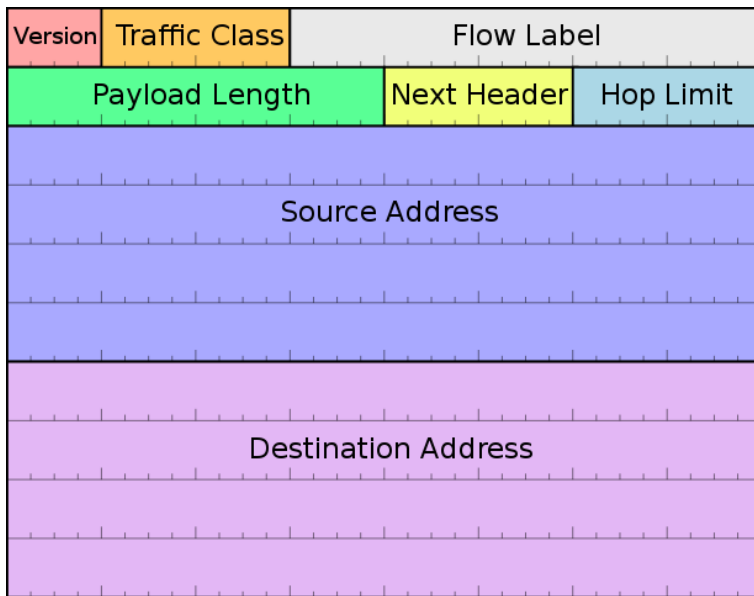 Version Traffic Class Flow Label
Payload Length Next Header Hop Limit
Source Address
Destination Address